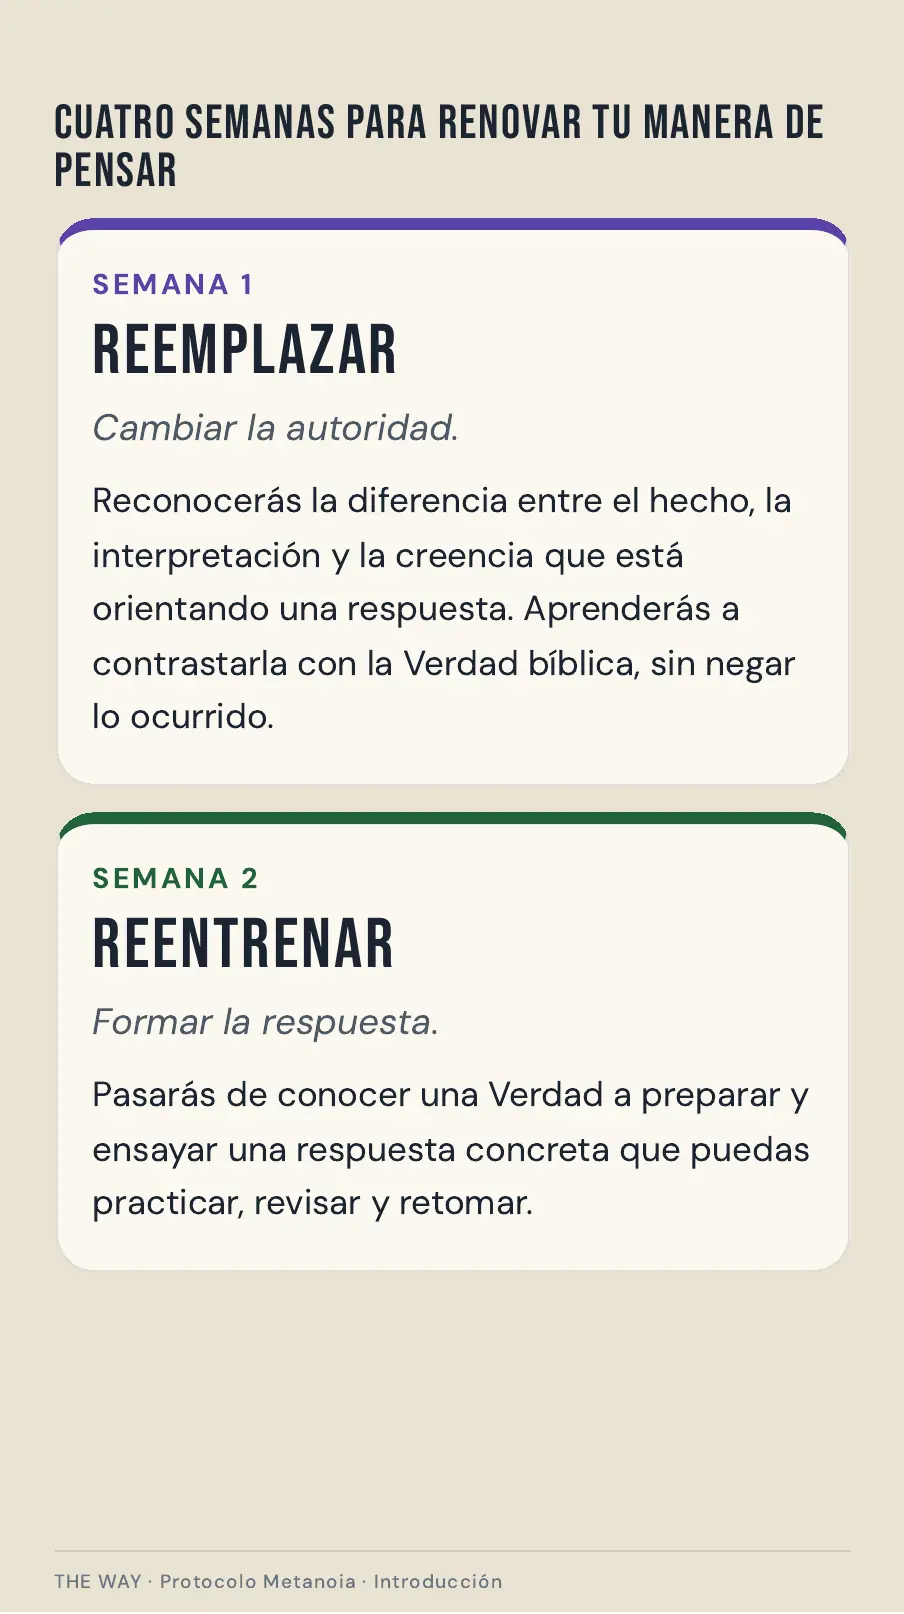 CUATRO SEMANAS PARA RENOVAR TU MANERA DE
PENSAR
SEMANA 1
REEMPLAZAR
Cambiar la autoridad.
Reconocerás la diferencia entre el hecho, la
interpretación y la creencia que está
orientando una respuesta. Aprenderás a
contrastarla con la Verdad bíblica, sin negar
lo ocurrido.
SEMANA 2
REENTRENAR
Formar la respuesta.
Pasarás de conocer una Verdad a preparar y
ensayar una respuesta concreta que puedas
practicar, revisar y retomar.
THE WAY · Protocolo Metanoia · Introducción